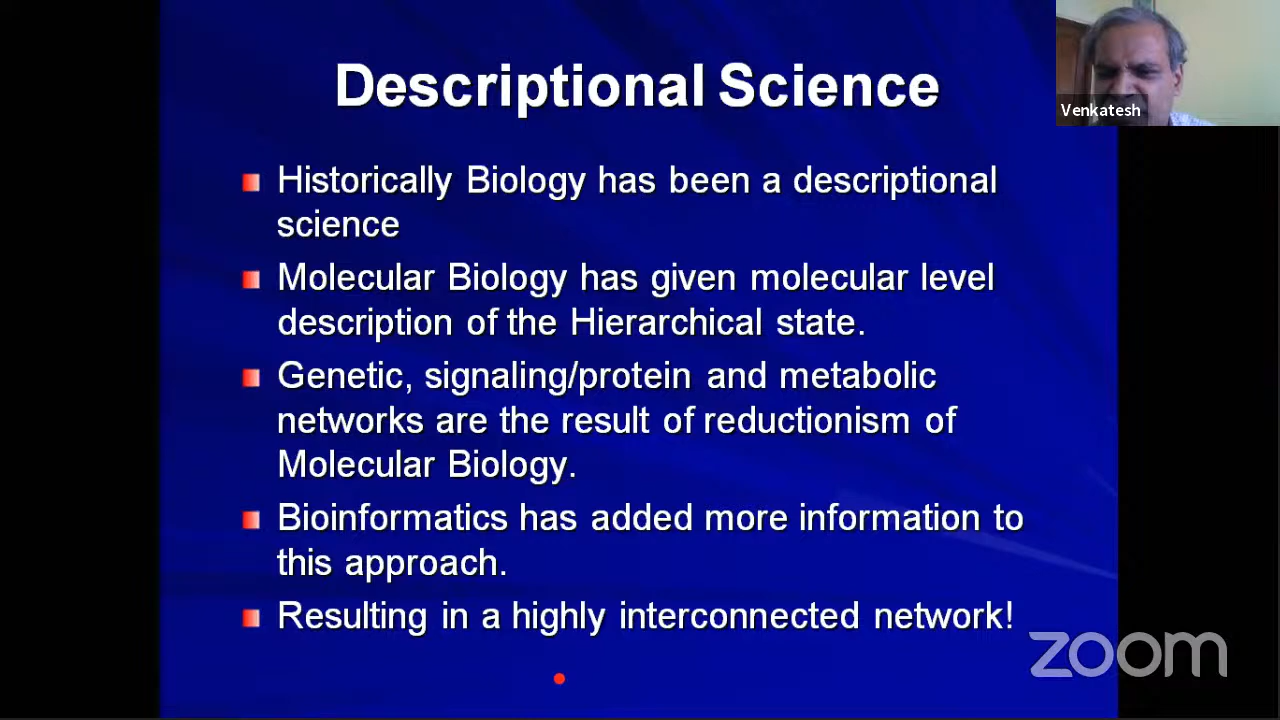 Descriptional Science
Venkatesh
Historically Biology has been a descriptional
science
Molecular Biology has given molecular level
description of the Hierarchical state.
Genetic, signaling/protein and metabolic
networks are the result of reductionism of
Molecular Biology.
Bioinformatics has added more information to
this approach.
Resulting in a highly interconnected network!
zoom